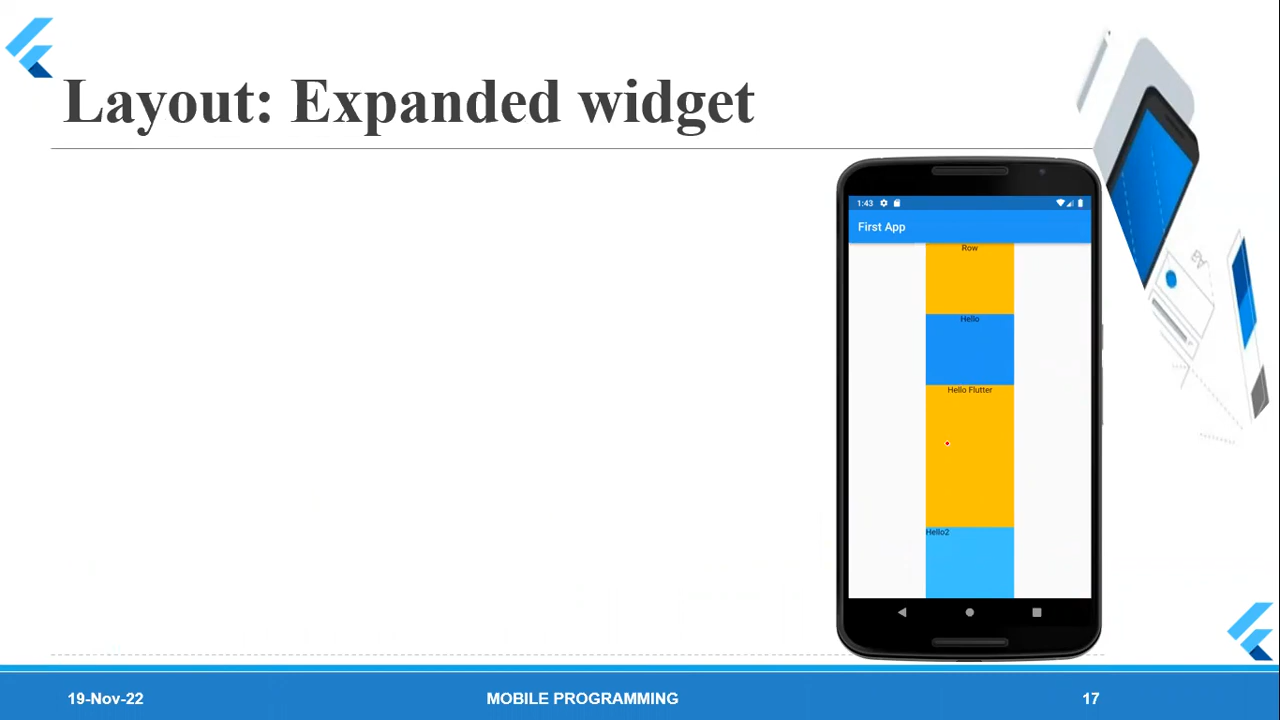 Layout: Expanded widget
1:43
First App
Row
Hello
Hello Flutter
Hello2
19-Nov-22
MOBILE PROGRAMMING
17